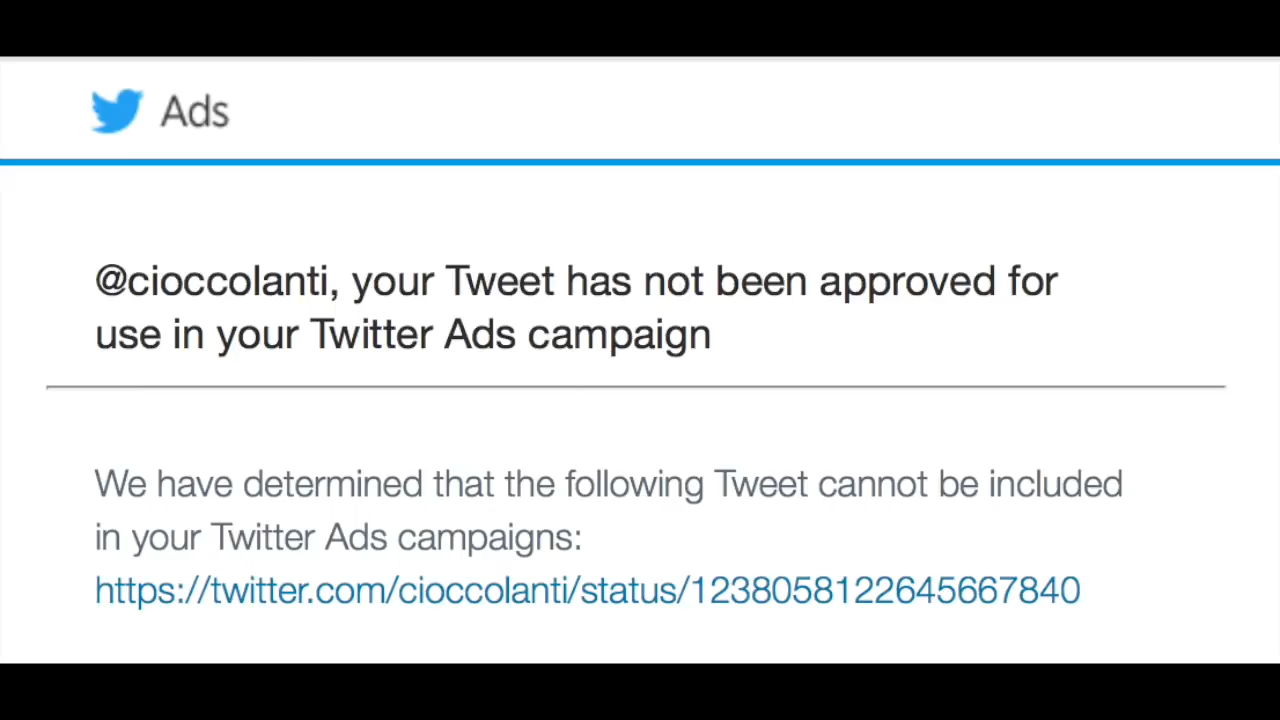 Ads
@cioccolanti, your Tweet has not been approved for
use in your Twitter Ads campaign
We have determined that the following Tweet cannot be included
in your Twitter Ads campaigns:
https://twitter.com/cioccolanti/status/1238058122645667840